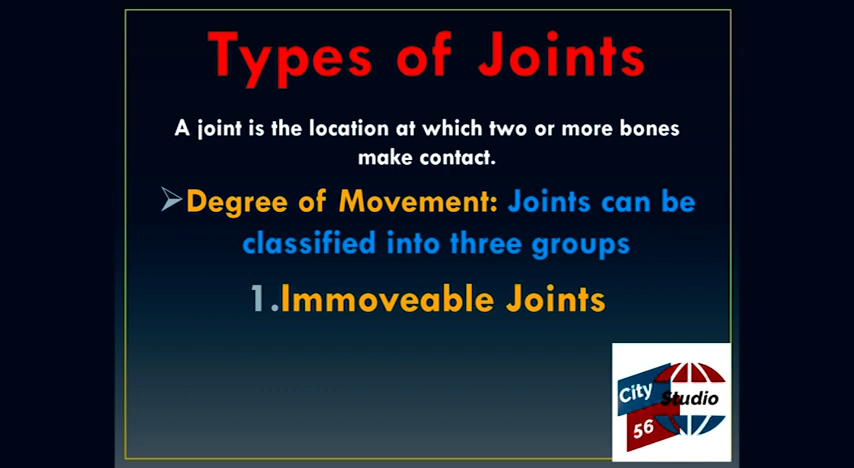 Types of Joints
A joint is the location at which two or more bones
make contact.
Degree of Movement: Joints can be
classified into three groups
1.Immoveable Joints
City Studio
56